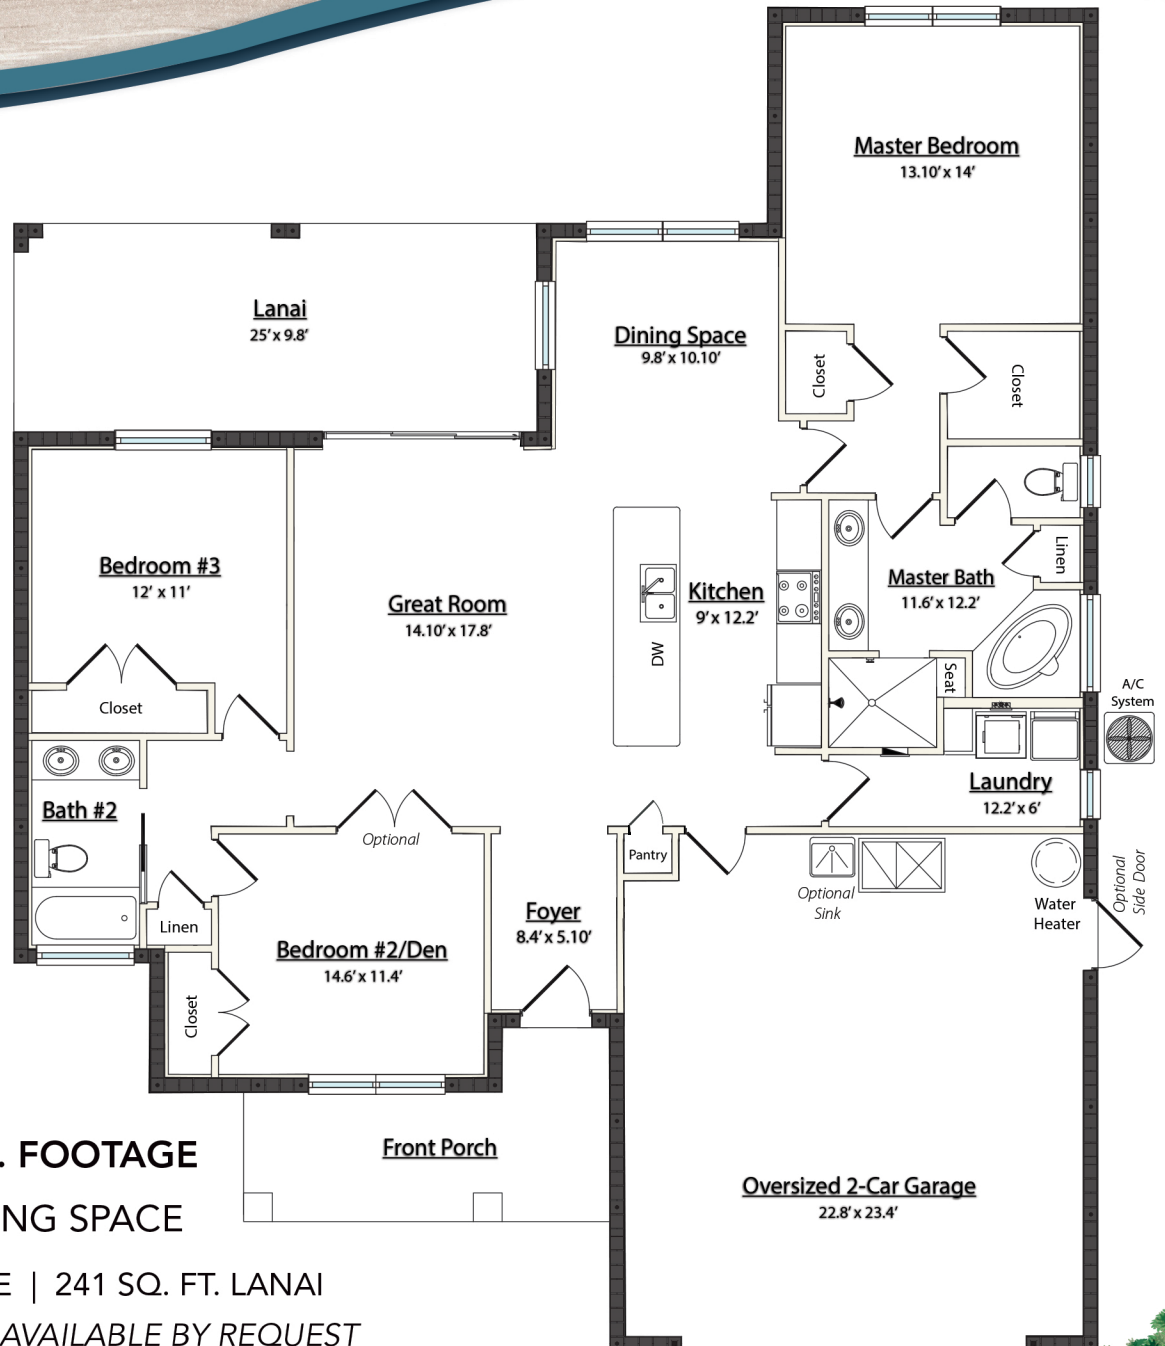 Master Bedroom
13.10' x 14'
Lanai
25' x 9.8'
Dining Space
9.8' x 10.10'
Closet
Closet
Bedroom #3
12' x 11'
Great Room
14.10' x 17.8'
Kitchen
9' x 12.2'
DW
Master Bath
11.6' x 12.2'
Linen
Seat
A/C
System
Closet
Laundry
12.2' x 6'
Bath #2
Optional
Pantry
Optional
Sink
Water
Heater
Optional
Side Door
Linen
Foyer
8.4' x 5.10'
Bedroom #2/Den
14.6' x 11.4'
Closet
Front Porch
Oversized 2-Car Garage
22.8' x 23.4'
. FOOTAGE
NG SPACE
E | 241 SQ. FT. LANAI
AVAILABLE BY REQUEST